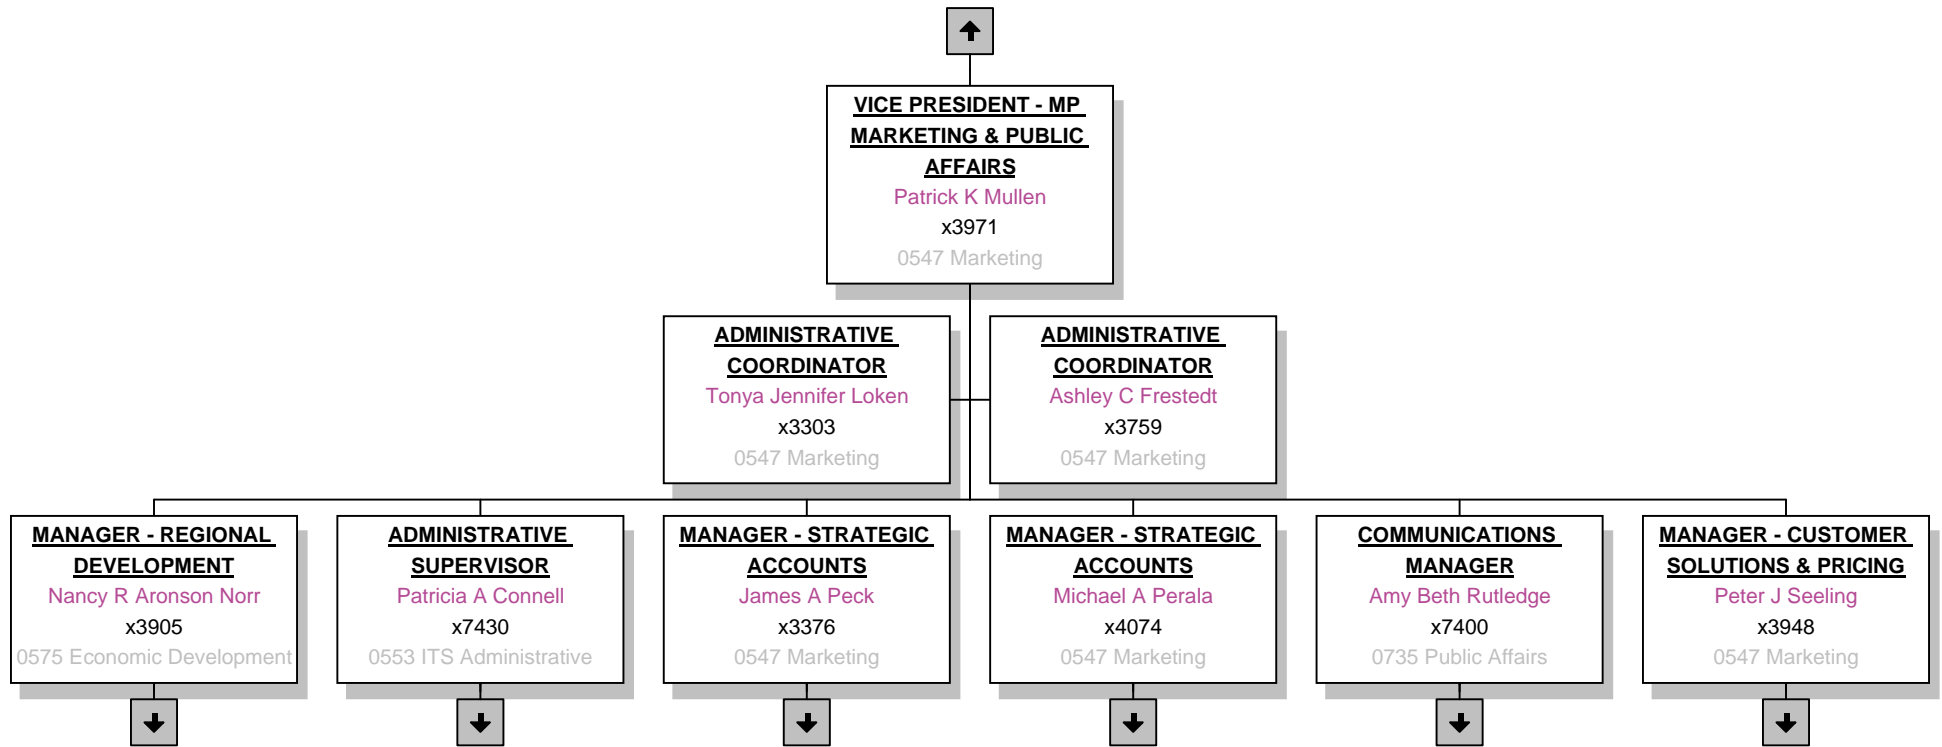 VICE PRESIDENT - MP
MARKETING & PUBLIC
AFFAIRS
Patrick K Mullen
x3971
0547 Marketing
ADMINISTRATIVE
COORDINATOR
Tonya Jennifer Loken
x3303
0547 Marketing
ADMINISTRATIVE
COORDINATOR
Ashley C Frestedt
x3759
0547 Marketing
MANAGER - REGIONAL
DEVELOPMENT
Nancy R Aronson Norr
x3905
0575 Economic Development
ADMINISTRATIVE
SUPERVISOR
Patricia A Connell
x7430
0553 ITS Administrative
MANAGER - STRATEGIC
ACCOUNTS
James A Peck
x3376
0547 Marketing
MANAGER - STRATEGIC
ACCOUNTS
Michael A Perala
x4074
0547 Marketing
COMMUNICATIONS
MANAGER
Amy Beth Rutledge
x7400
0735 Public Affairs
MANAGER - CUSTOMER
SOLUTIONS & PRICING
Peter J Seeling
x3948
0547 Marketing